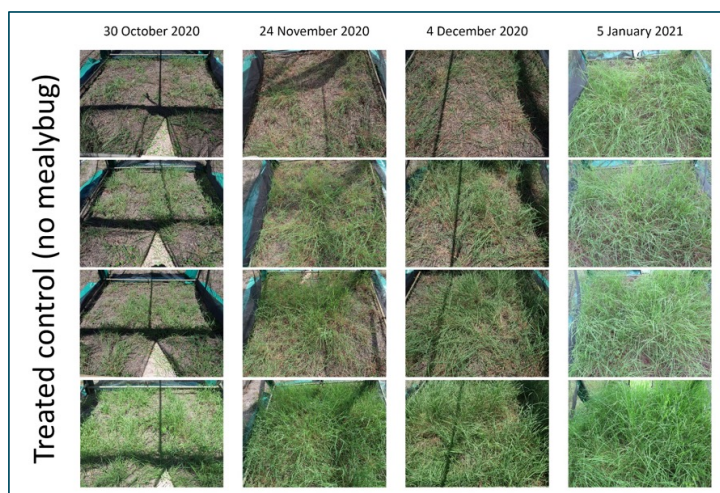 30 October 2020
24 November 2020
4 December 2020
5 January 2021
Treated control (no mealybug)